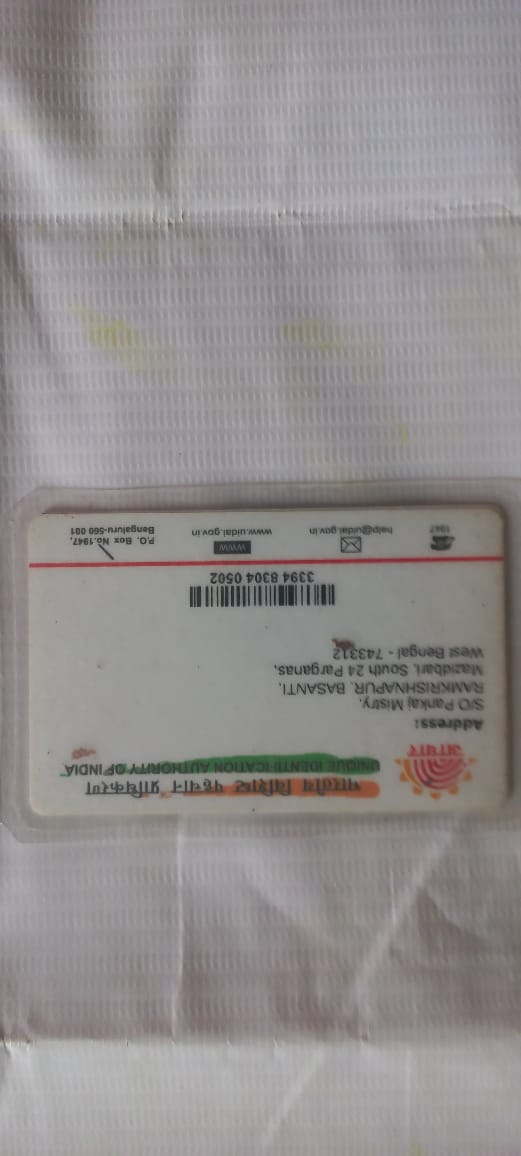 भारतीय विशिष्ट पहचान प्राधिकरण
UNIQUE IDENTIFICATION AUTHORITY OF INDIA
आधार
Address:
S/O Pankaj Mistry,
RAMKRISHNAPUR, BASANTI,
Mazidbari, South 24 Parganas,
West Bengal - 743312
3394 8304 0502
1947
help@uidai.gov.in
WWW
www.uidai.gov.in
P.O. Box No.1947,
Bengaluru-560 001